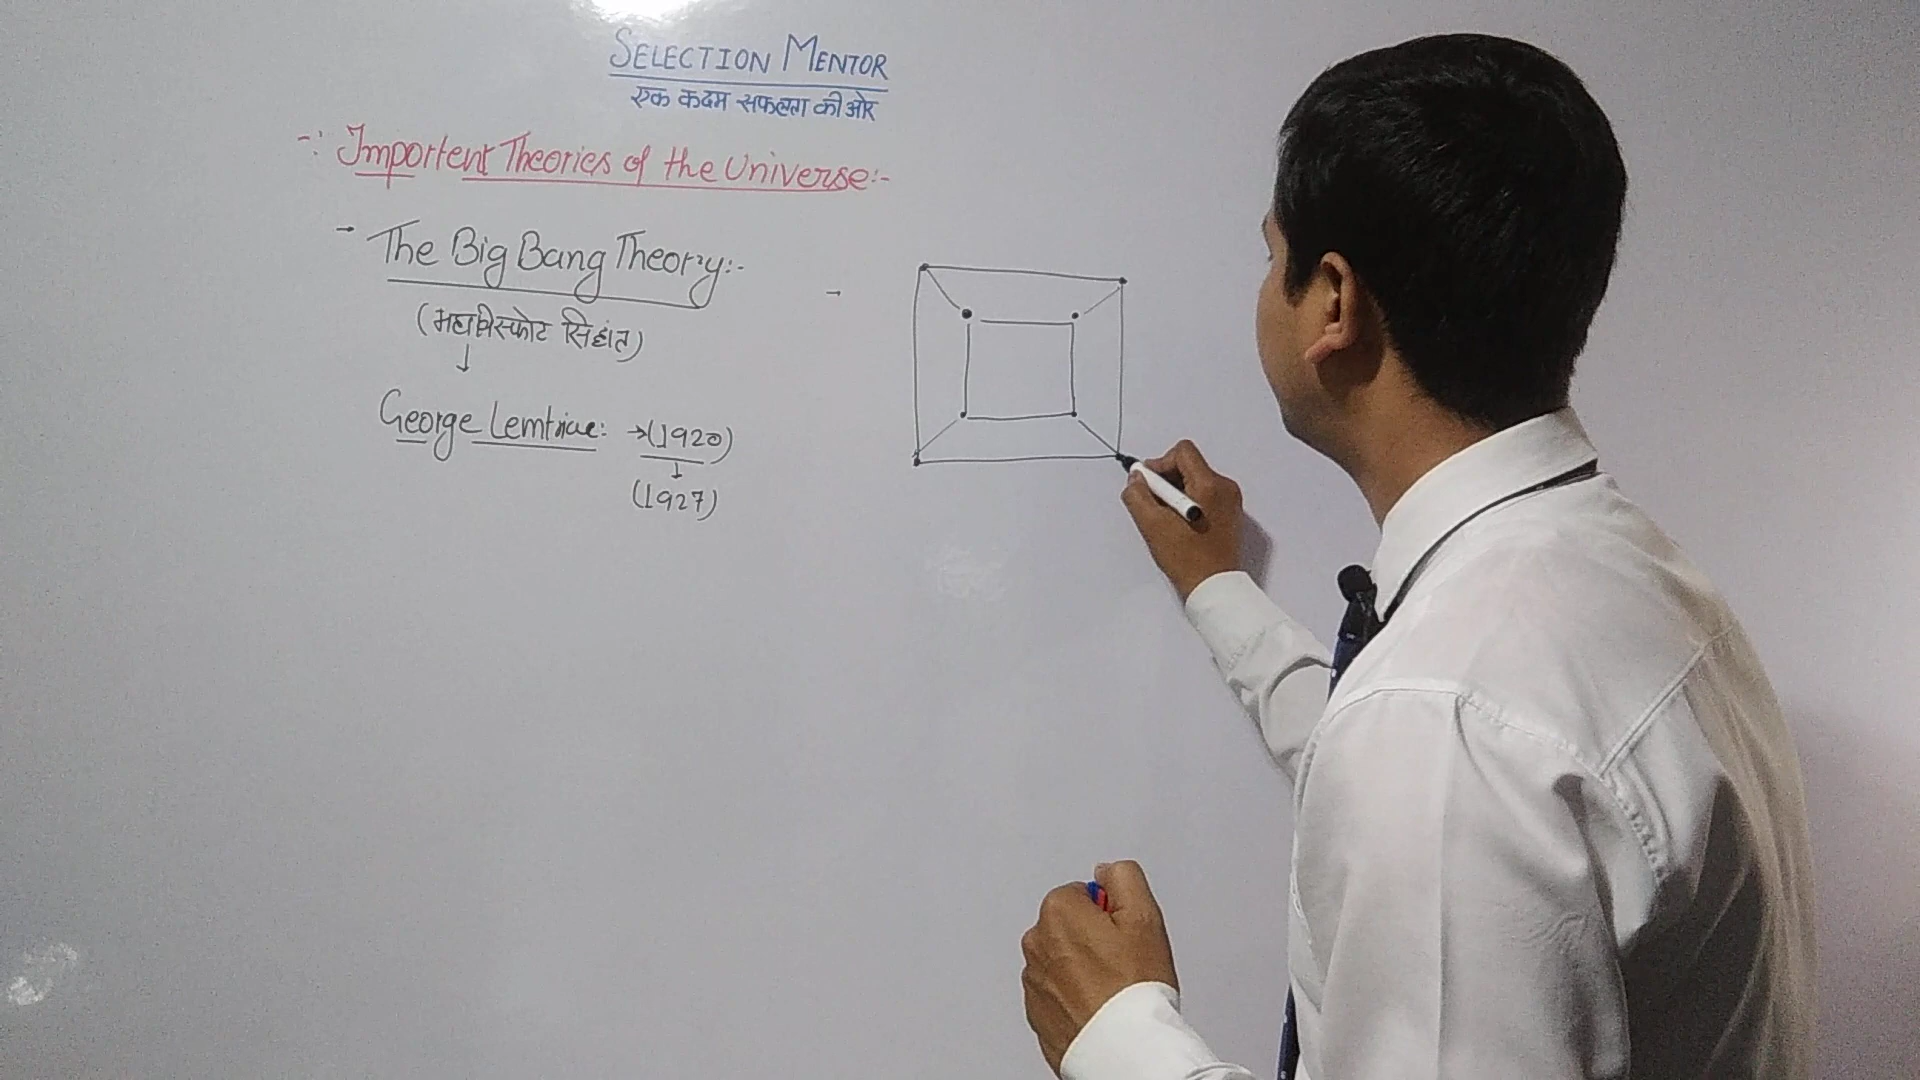 SELECTION MENTOR
एक कदम सफलता की ओर
-: Importent Theories of the Universe:-
- The Big Bang Theory:-
(महाविस्फोट सिद्धांत)
↓
George Lemtriae: →(1920)
↓
(1927)
-